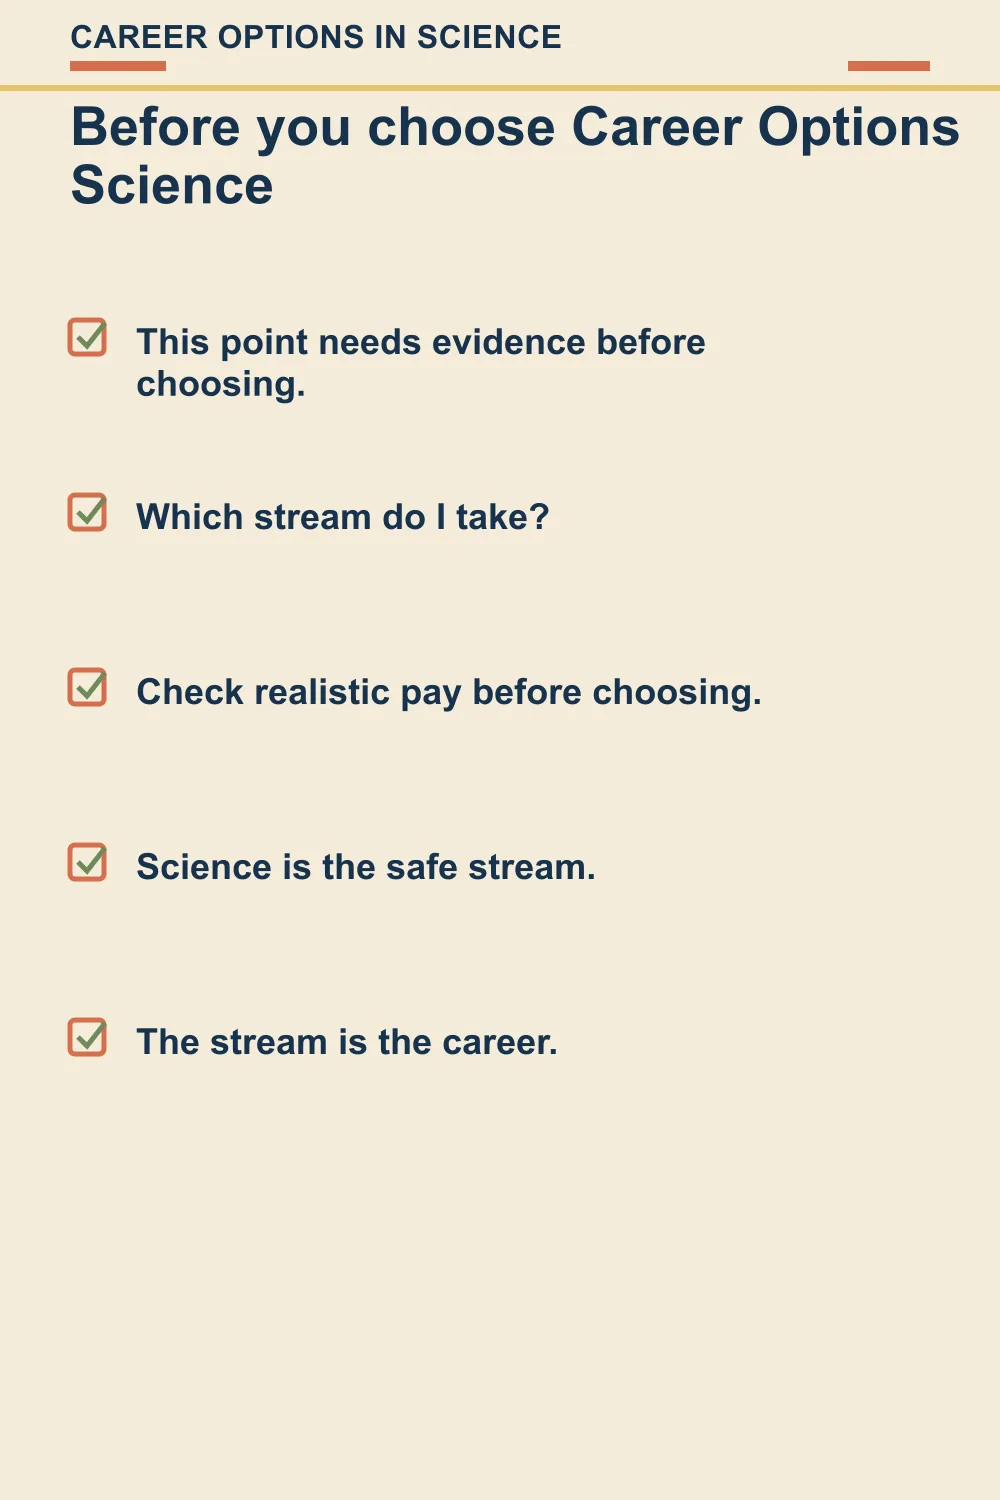 CAREER OPTIONS IN SCIENCE
Before you choose Career Options
Science
This point needs evidence before
choosing.
Which stream do I take?
Check realistic pay before choosing.
Science is the safe stream.
The stream is the career.